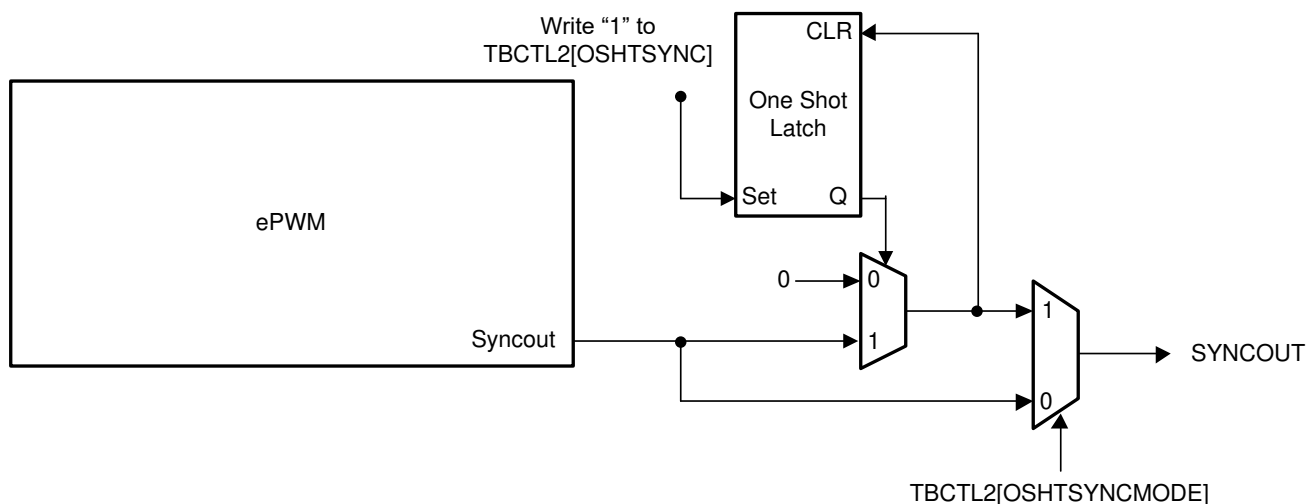 Write “1” to
TBCTL2[OSHTSYNC]
CLR
One Shot
Latch
Set
Q
ePWM
0
0
1
1
Syncout
SYNCOUT
0
TBCTL2[OSHTSYNCMODE]